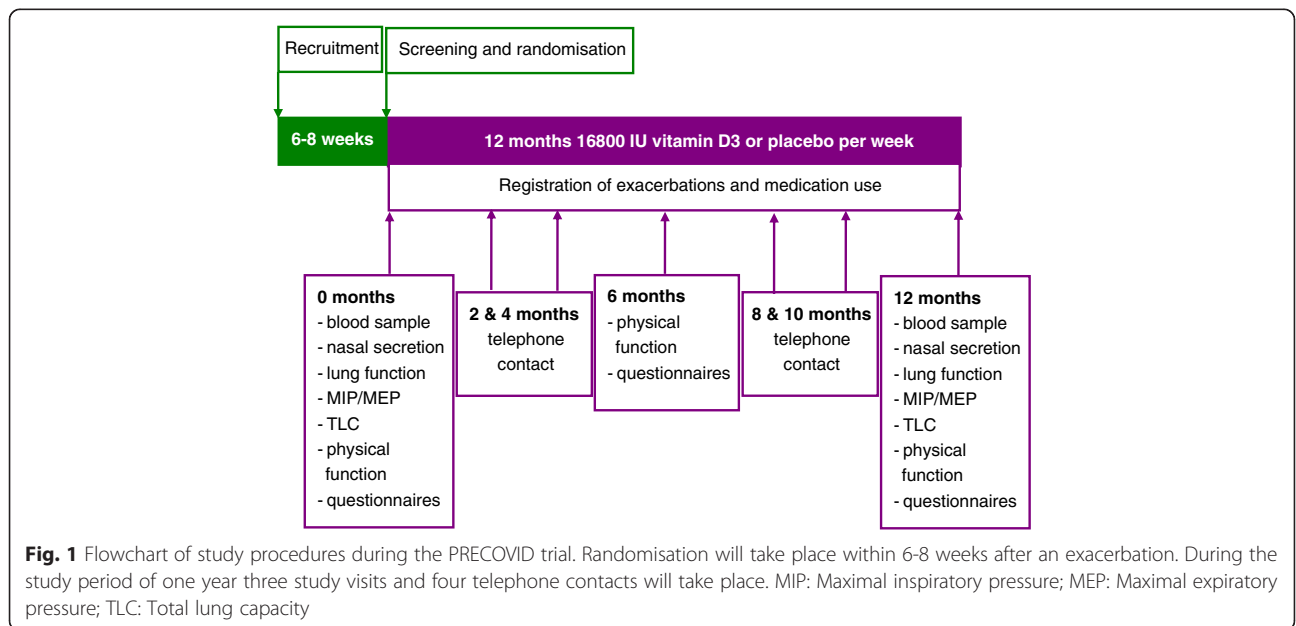 Recruitment
Screening and randomisation
6-8 weeks
12 months 16800 IU vitamin D3 or placebo per week
Registration of exacerbations and medication use
0 months
- blood sample
- nasal secretion
- lung function
- MIP/MEP
- TLC
- physical
function
- questionnaires
2 & 4 months
telephone
contact
6 months
- physical
function
- questionnaires
8 & 10 months
telephone
contact
12 months
- blood sample
- nasal secretion
- lung function
- MIP/MEP
- TLC
- physical
function
- questionnaires
Fig. 1 Flowchart of study procedures during the PRECOVID trial. Randomisation will take place within 6-8 weeks after an exacerbation. During the
study period of one year three study visits and four telephone contacts will take place. MIP: Maximal inspiratory pressure; MEP: Maximal expiratory
pressure; TLC: Total lung capacity